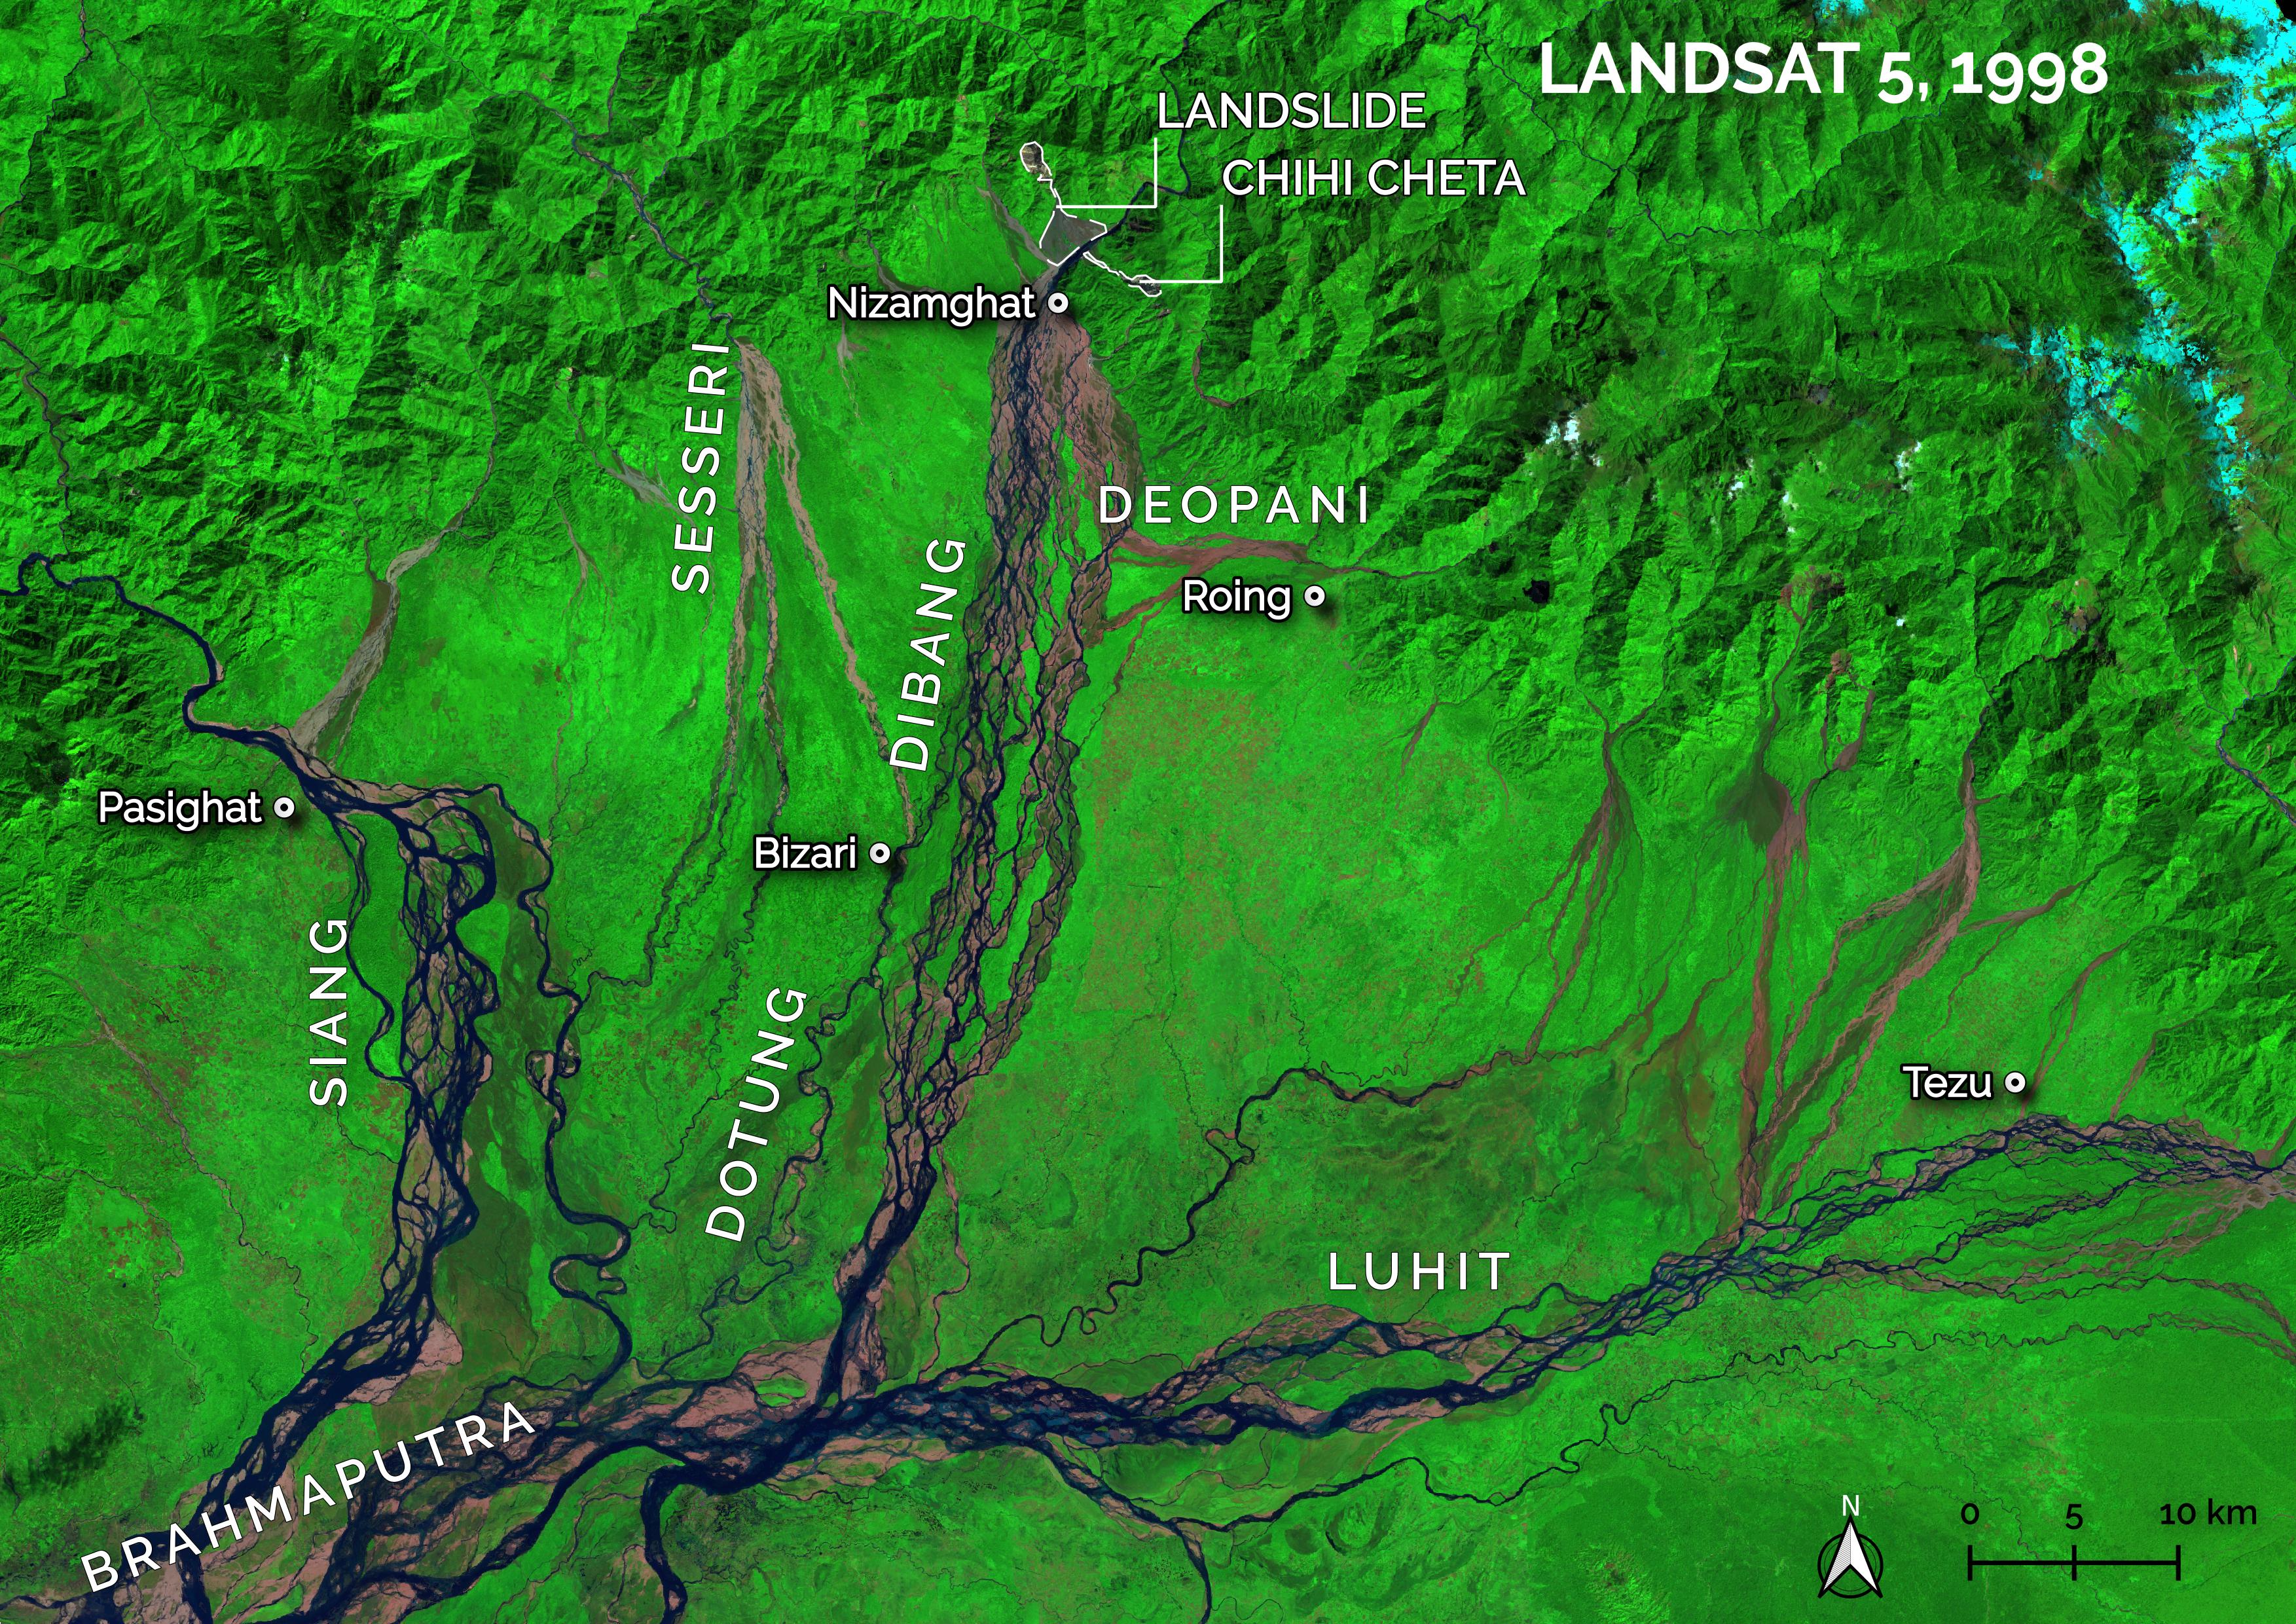 LANDSAT 5, 1998
LANDSLIDE
CHIHI CHETA
Nizamghat
SESSERI
DEOPANI
DIBANG
Roing
Pasighat
Bizari
SIANG
DOTUNG
Tezu
LUHIT
BRAHMAPUTRA
N
0 5 10 km